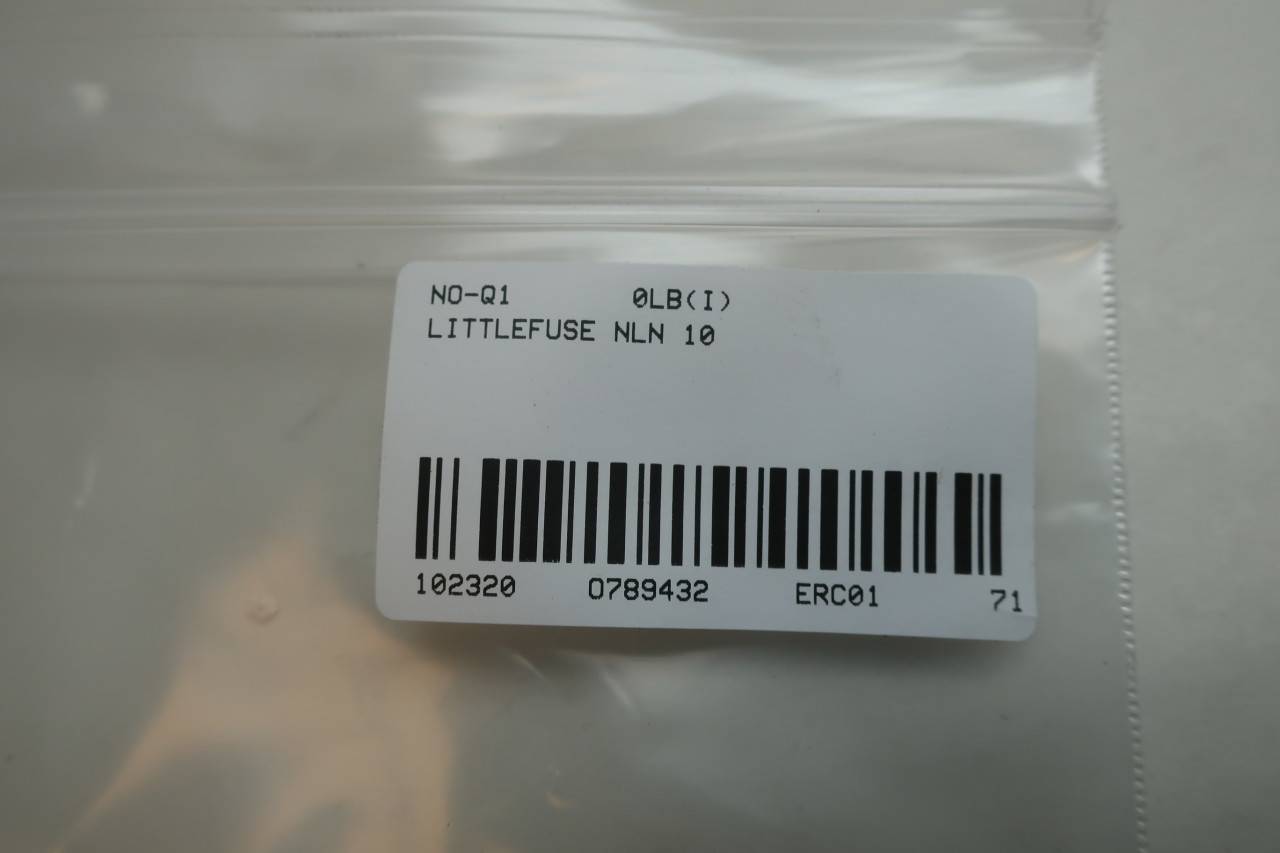 NO-Q1 0LB(I)
LITTLEFUSE NLN 10
102320 0789432 ERC01 71